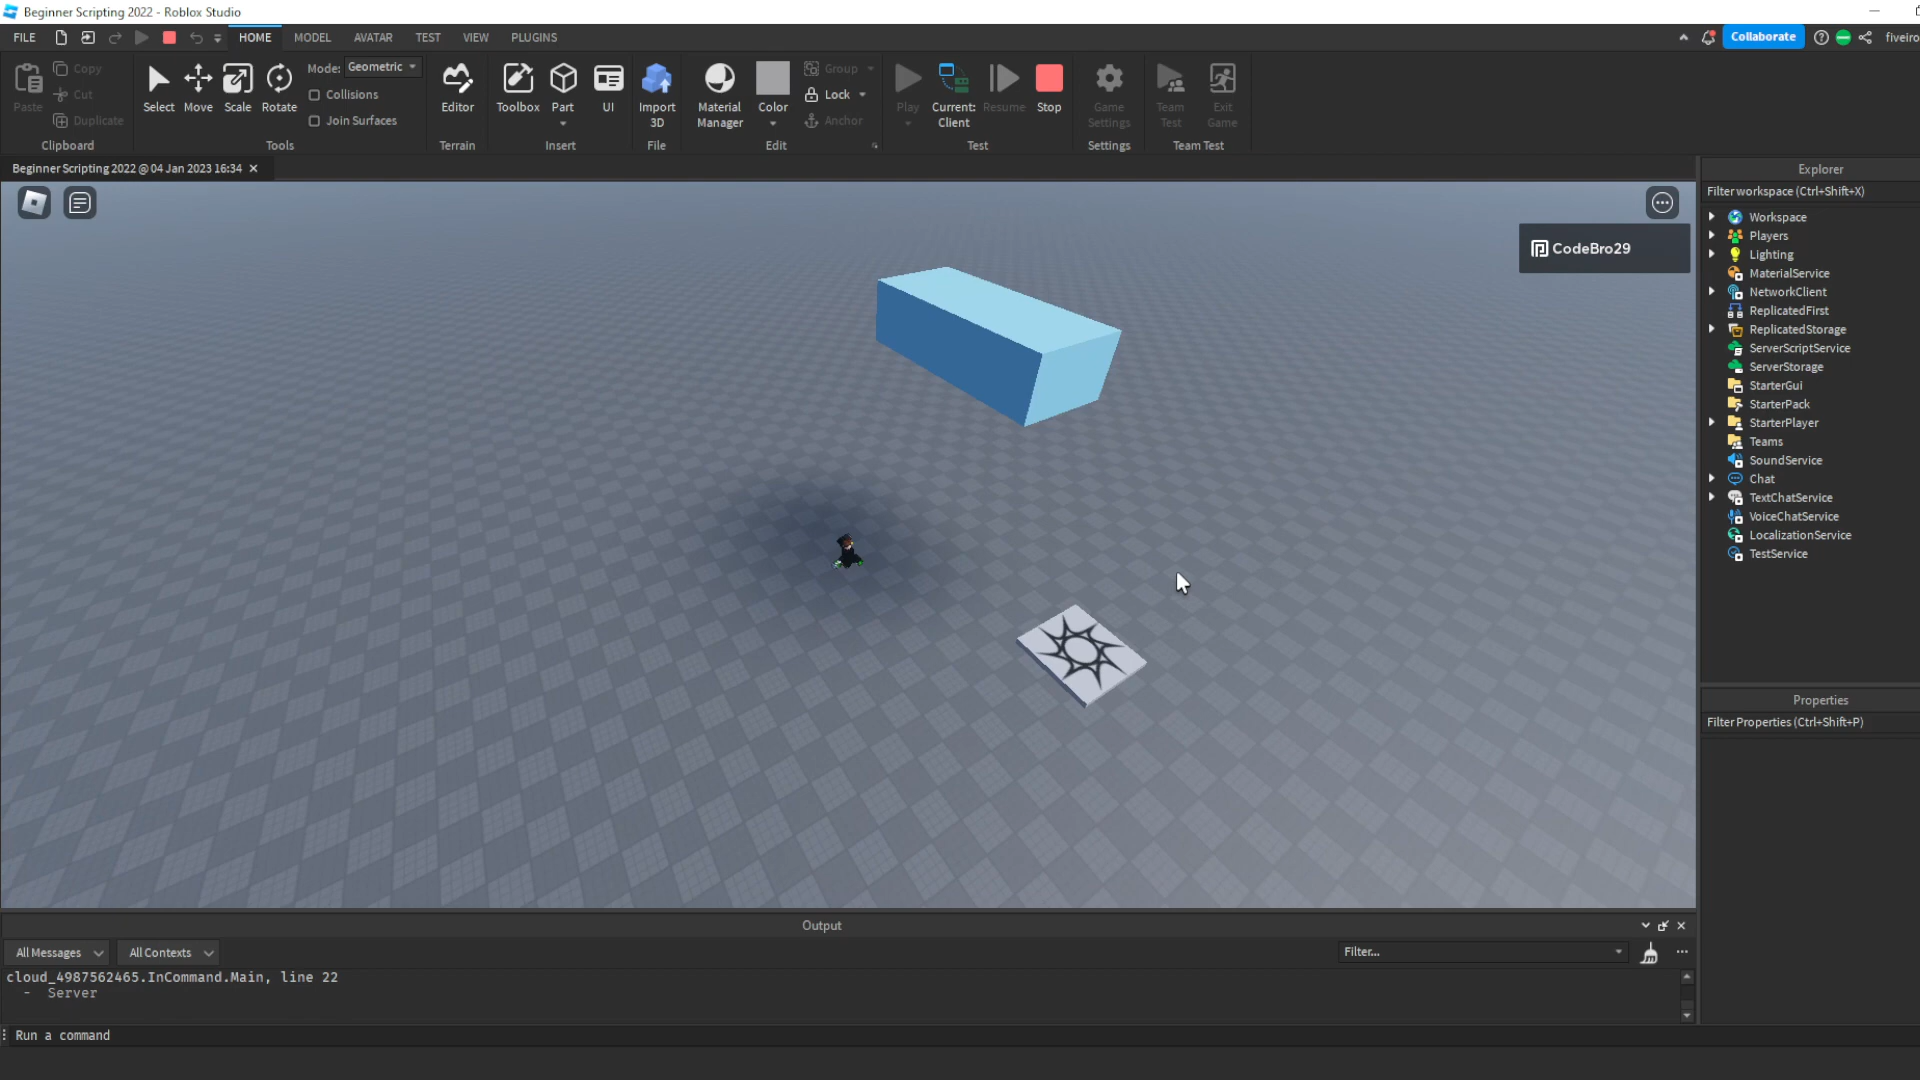 Beginner Scripting 2022 - Roblox Studio
FILE HOME MODEL AVATAR TEST VIEW PLUGINS Collaborate
Mode: Geometric
Collisions
Join Surfaces
Paste
Copy
Cut
Duplicate
Clipboard
Select Move Scale Rotate
Tools
Editor
Terrain
Toolbox Part UI
Insert
Import
3D
File
Material
Manager
Color
Group
Lock
Anchor
Edit
Play
Current:
Client
Resume
Stop
Test
Game
Settings
Settings
Team
Test
Exit
Game
Team Test
Beginner Scripting 2022 @ 04 Jan 2023 16:34
CodeBro29
Explorer
Filter workspace (Ctrl+Shift+X)
Workspace
Players
Lighting
MaterialService
NetworkClient
ReplicatedFirst
ReplicatedStorage
ServerScriptService
ServerStorage
StarterGui
StarterPack
StarterPlayer
Teams
SoundService
Chat
TextChatService
VoiceChatService
LocalizationService
TestService
Properties
Filter Properties (Ctrl+Shift+P)
Output
All Messages All Contexts Filter...
cloud_4987562465.InCommand.Main, line 22
- Server
Run a command